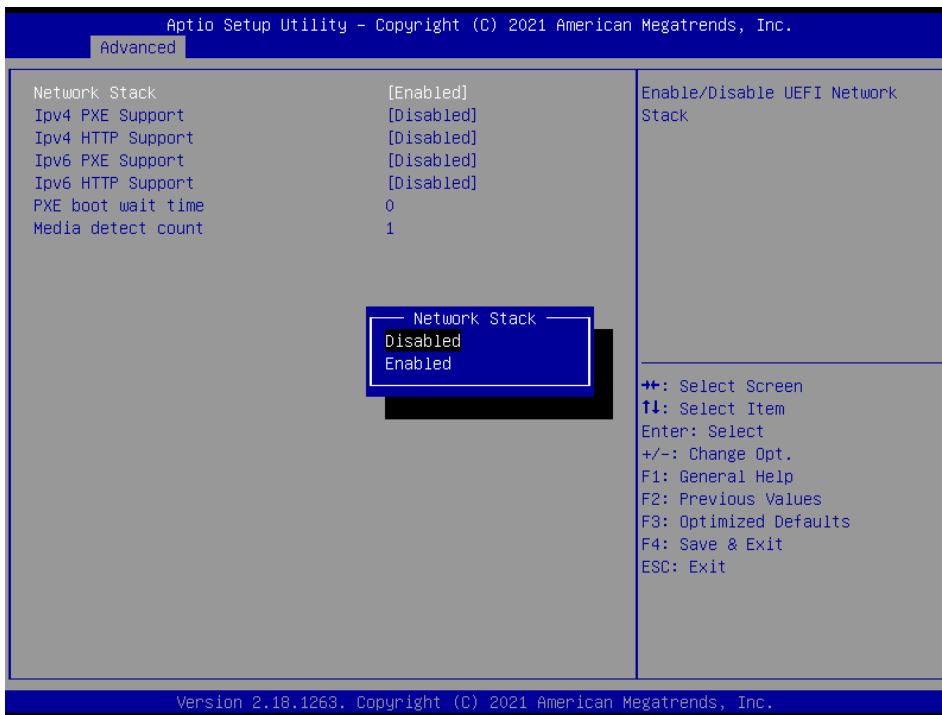 Aptio Setup Utility – Copyright (C) 2021 American Megatrends, Inc.
Advanced
Network Stack [Enabled]
Ipv4 PXE Support [Disabled]
Ipv4 HTTP Support [Disabled]
Ipv6 PXE Support [Disabled]
Ipv6 HTTP Support [Disabled]
PXE boot wait time 0
Media detect count 1
Enable/Disable UEFI Network
Stack
Network Stack
Disabled
Enabled
→←: Select Screen
↑↓: Select Item
Enter: Select
+/-: Change Opt.
F1: General Help
F2: Previous Values
F3: Optimized Defaults
F4: Save & Exit
ESC: Exit
Version 2.18.1263. Copyright (C) 2021 American Megatrends, Inc.